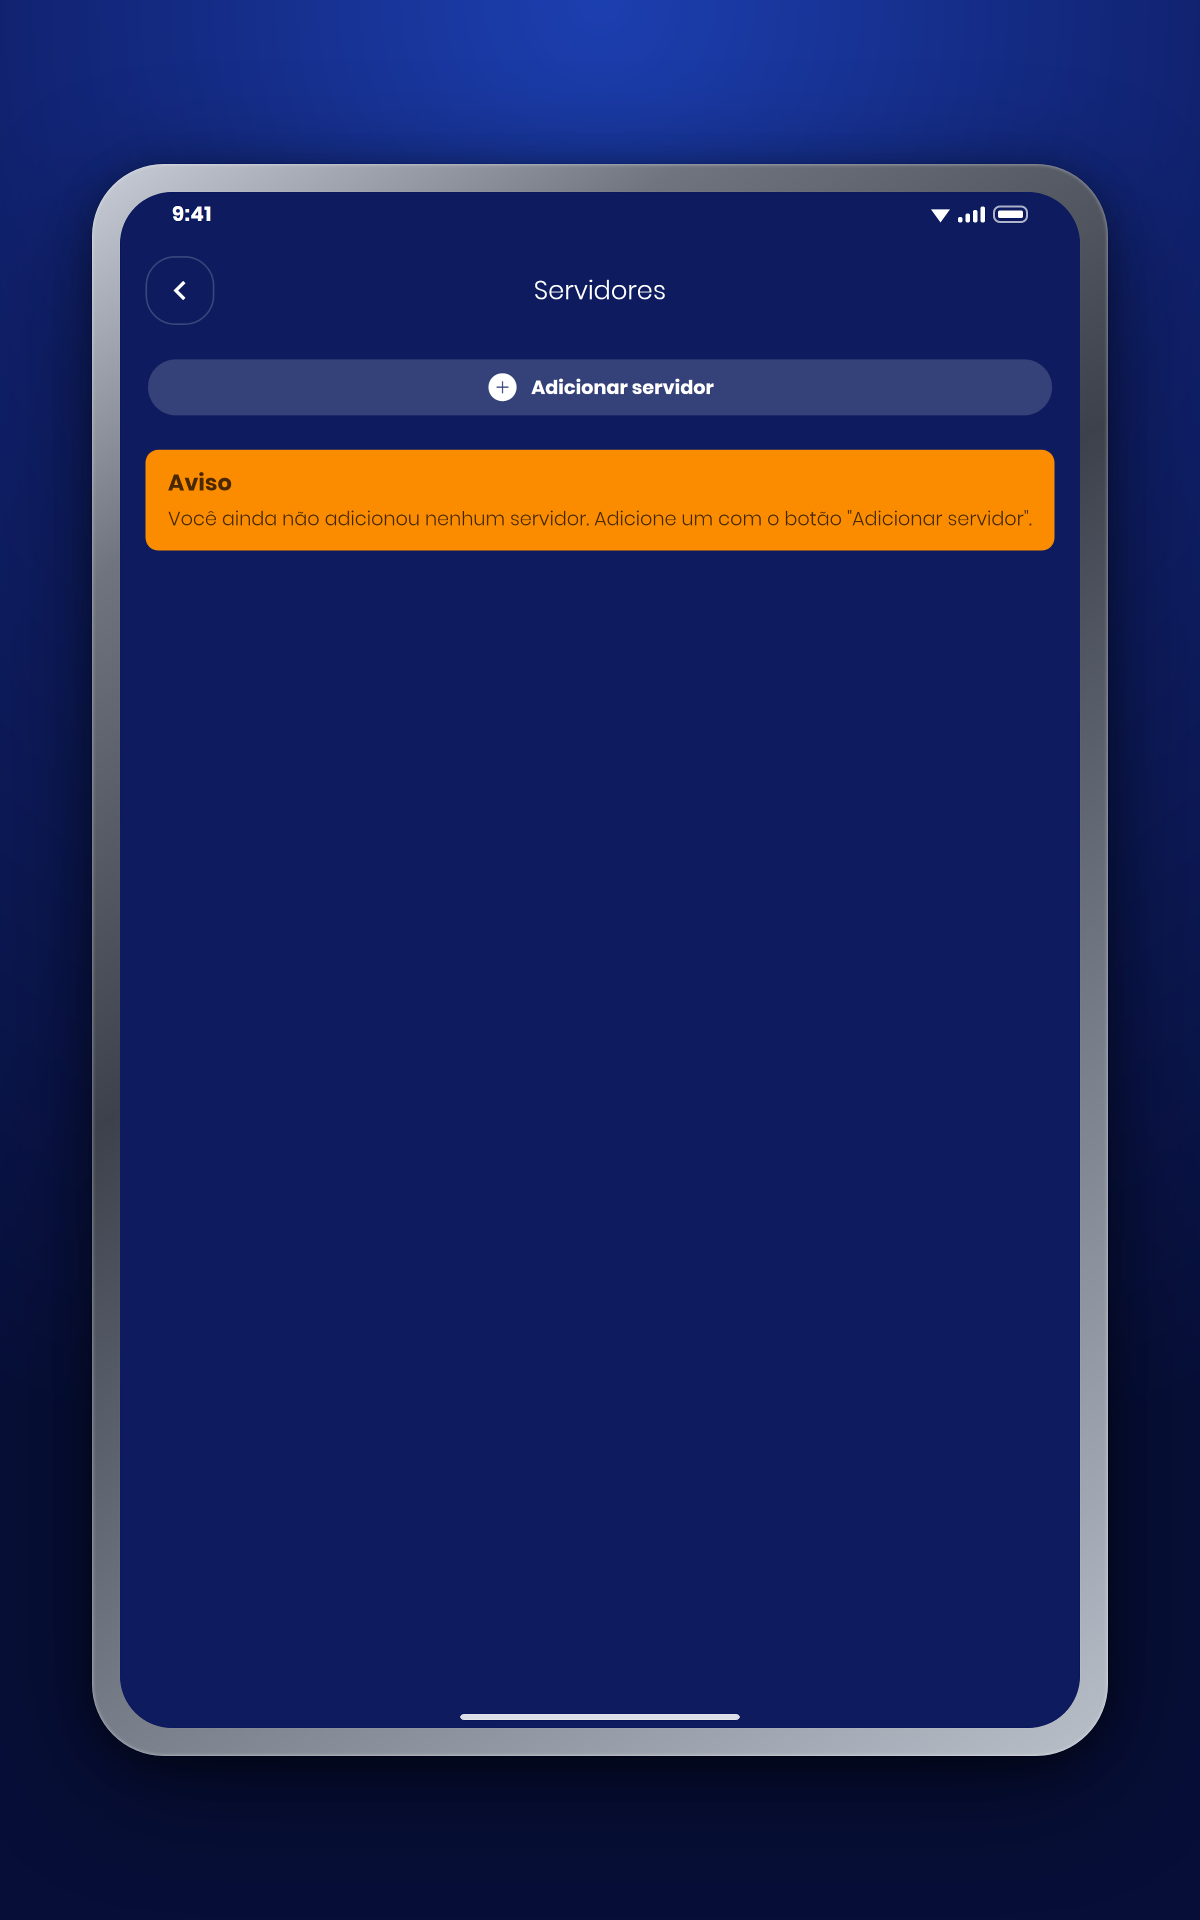 9:41
Servidores
Adicionar servidor
Aviso
Você ainda não adicionou nenhum servidor. Adicione um com o botão "Adicionar servidor".